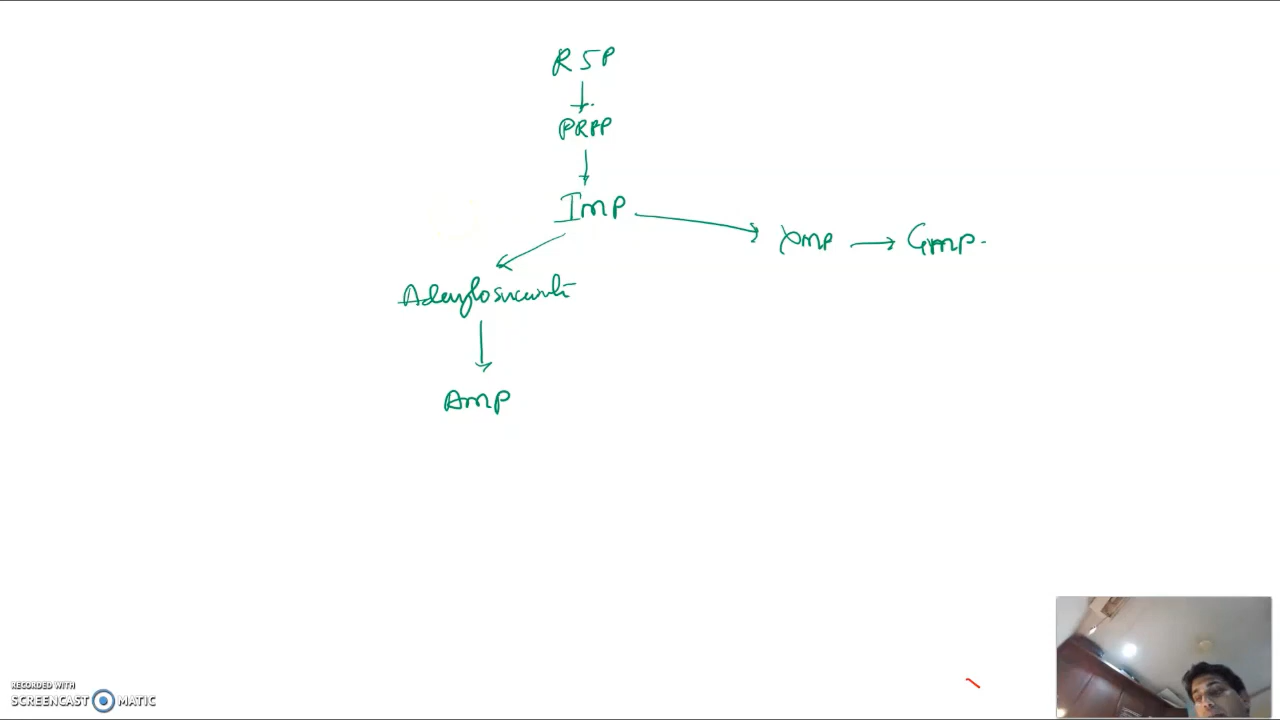 R5P
PRPP
IMP
XMP → GMP.
Adenylosuccinate
AMP
RECORDED WITH
SCREENCAST MATIC